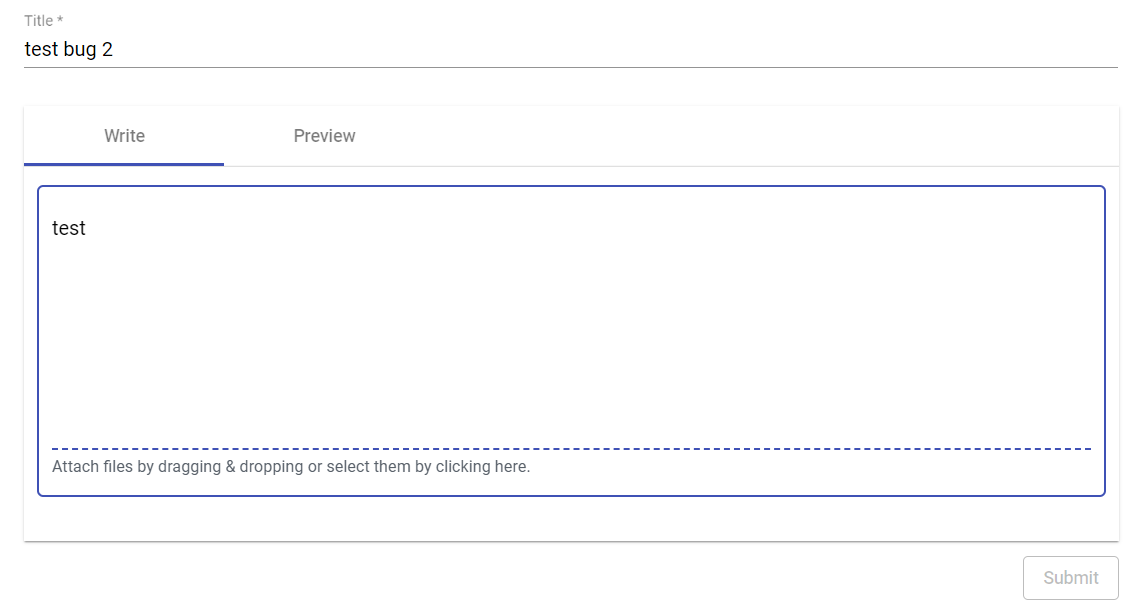 Title *
test bug 2
Write Preview
test
Attach files by dragging & dropping or select them by clicking here.
Submit